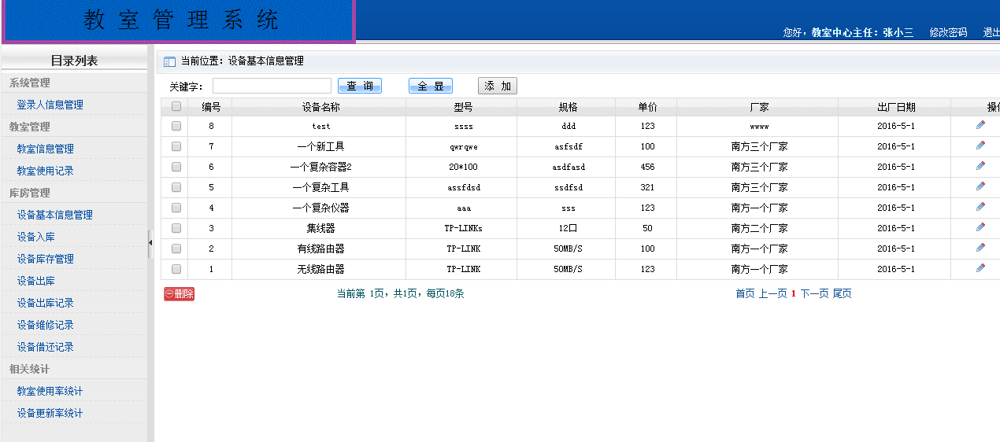 教室管理系统
您好，教室中心主任：张小三 修改密码 退出
目录列表
系统管理
登录人信息管理
教室管理
教室信息管理
教室使用记录
库房管理
设备基本信息管理
设备入库
设备库存管理
设备出库
设备出库记录
设备维修记录
设备借还记录
相关统计
教室使用率统计
设备更新率统计
当前位置：设备基本信息管理
关键字： 查 询 全 显 添 加
编号 设备名称 型号 规格 单价 厂家 出厂日期
8 test ssss ddd 123 wwww 2016-5-1
7 一个新工具 qwrqwe asfsdf 100 南方三个厂家 2016-5-1
6 一个复杂容器2 20*100 asdfasd 456 南方三个厂家 2016-5-1
5 一个复杂工具 assfdsd ssdfsd 321 南方三个厂家 2016-5-1
4 一个复杂仪器 aaa sss 123 南方一个厂家 2016-5-1
3 集线器 TP-LINKs 12口 50 南方二个厂家 2016-5-1
2 有线路由器 TP-LINK 50MB/S 100 南方一个厂家 2016-5-1
1 无线路由器 TP-LINK 50MB/S 123 南方一个厂家 2016-5-1
删除 当前第 1页，共1页，每页18条 首页 上一页 1 下一页 尾页